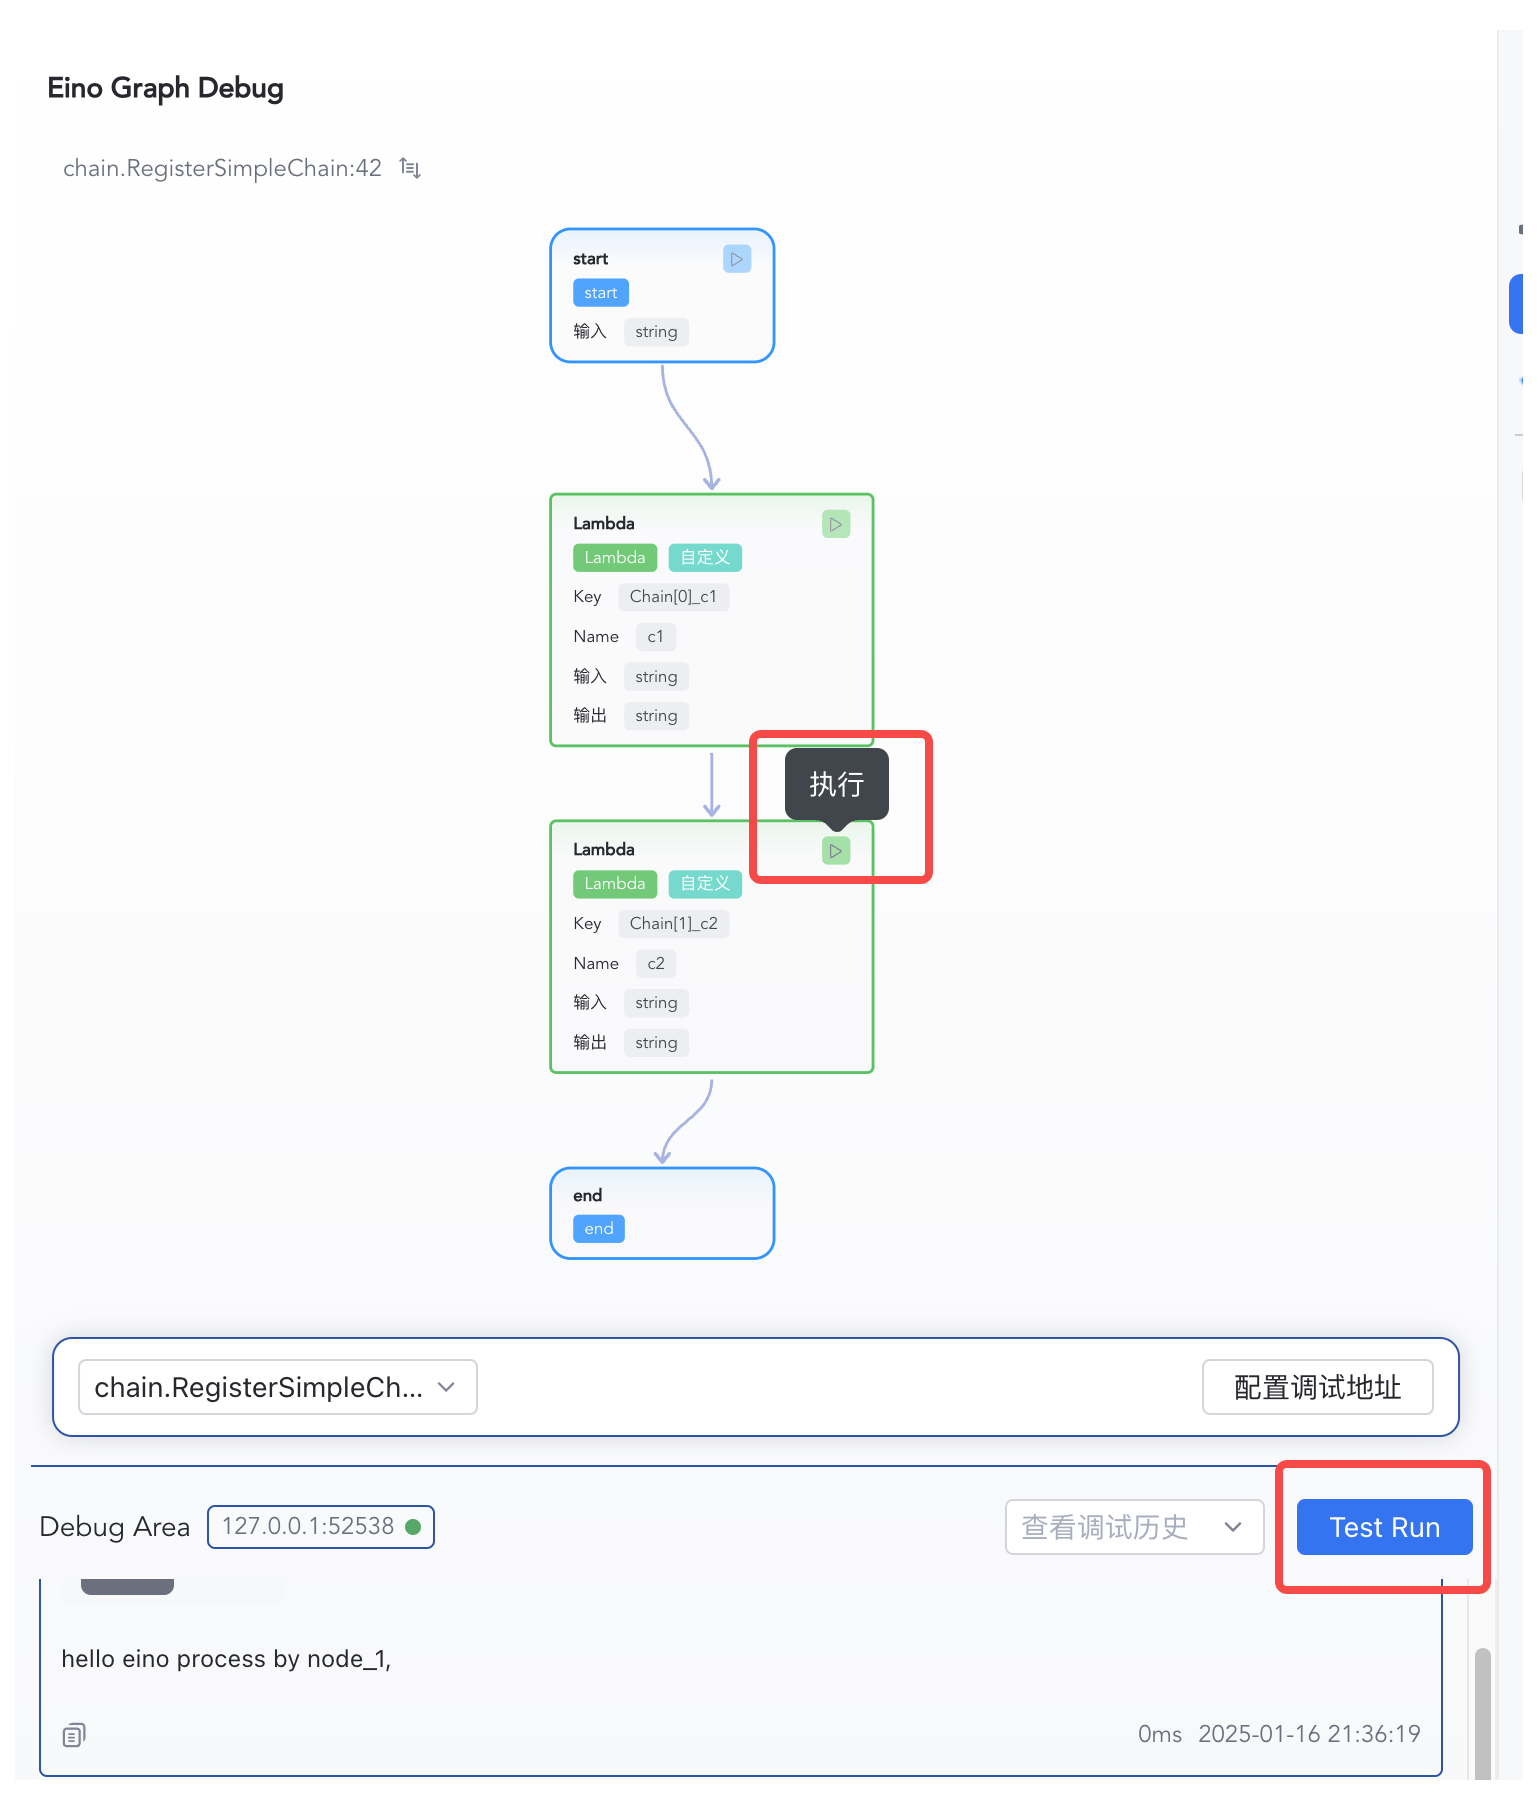 Eino Graph Debug
chain.RegisterSimpleChain:42
start
start
输入 string
Lambda
Lambda 自定义
Key Chain[0]_c1
Name c1
输入 string
输出 string
执行
Lambda
Lambda 自定义
Key Chain[1]_c2
Name c2
输入 string
输出 string
end
end
chain.RegisterSimpleCh... 配置调试地址
Debug Area 127.0.0.1:52538 查看调试历史 Test Run
hello eino process by node_1,
0ms 2025-01-16 21:36:19